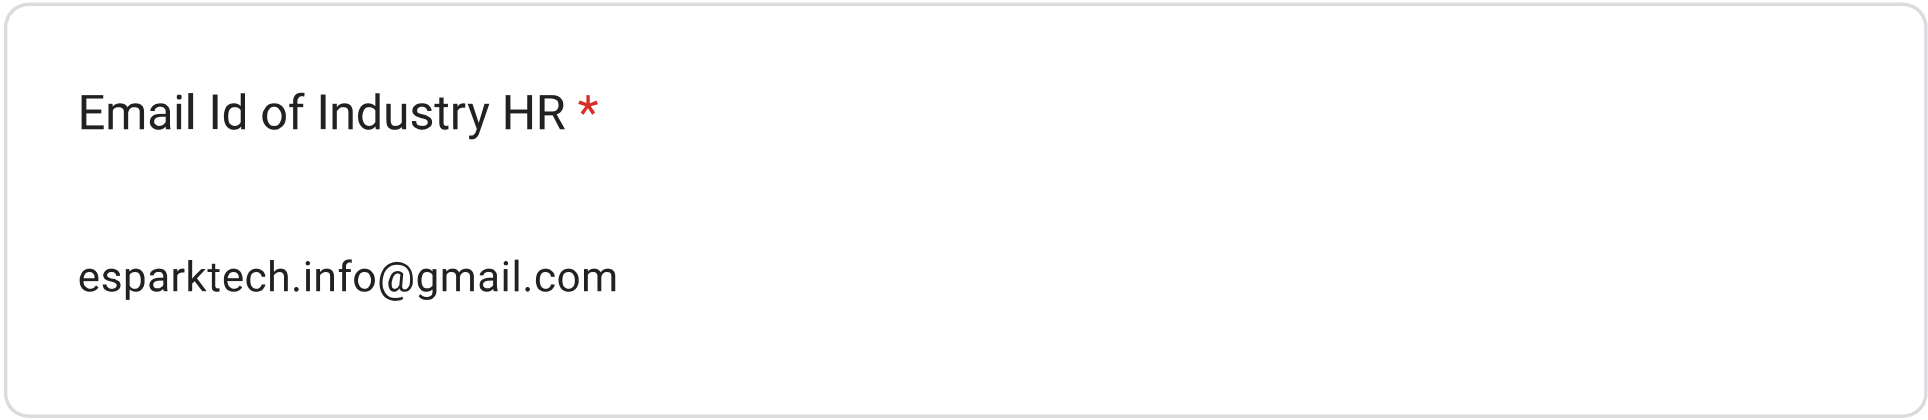 Email Id of Industry HR *
esparktech.info@gmail.com